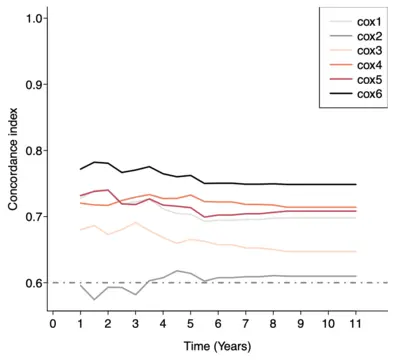 1.0
cox1
cox2
cox3
cox4
cox5
cox6
0.9
0.8
0.7
0.6
Concordance index
0 1 2 3 4 5 6 7 8 9 10 11
Time (Years)